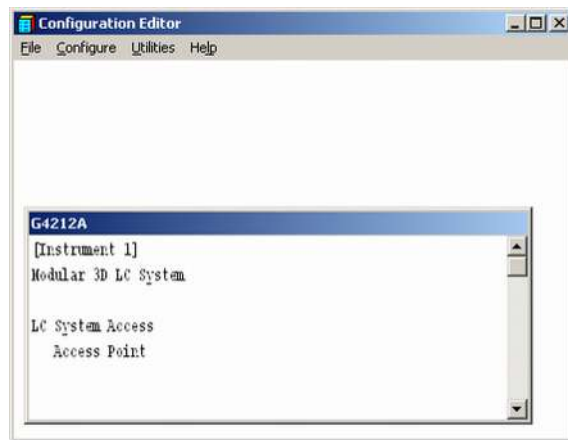 Configuration Editor
File Configure Utilities Help
G4212A
[Instrument 1]
Modular 3D LC System
LC System Access
Access Point